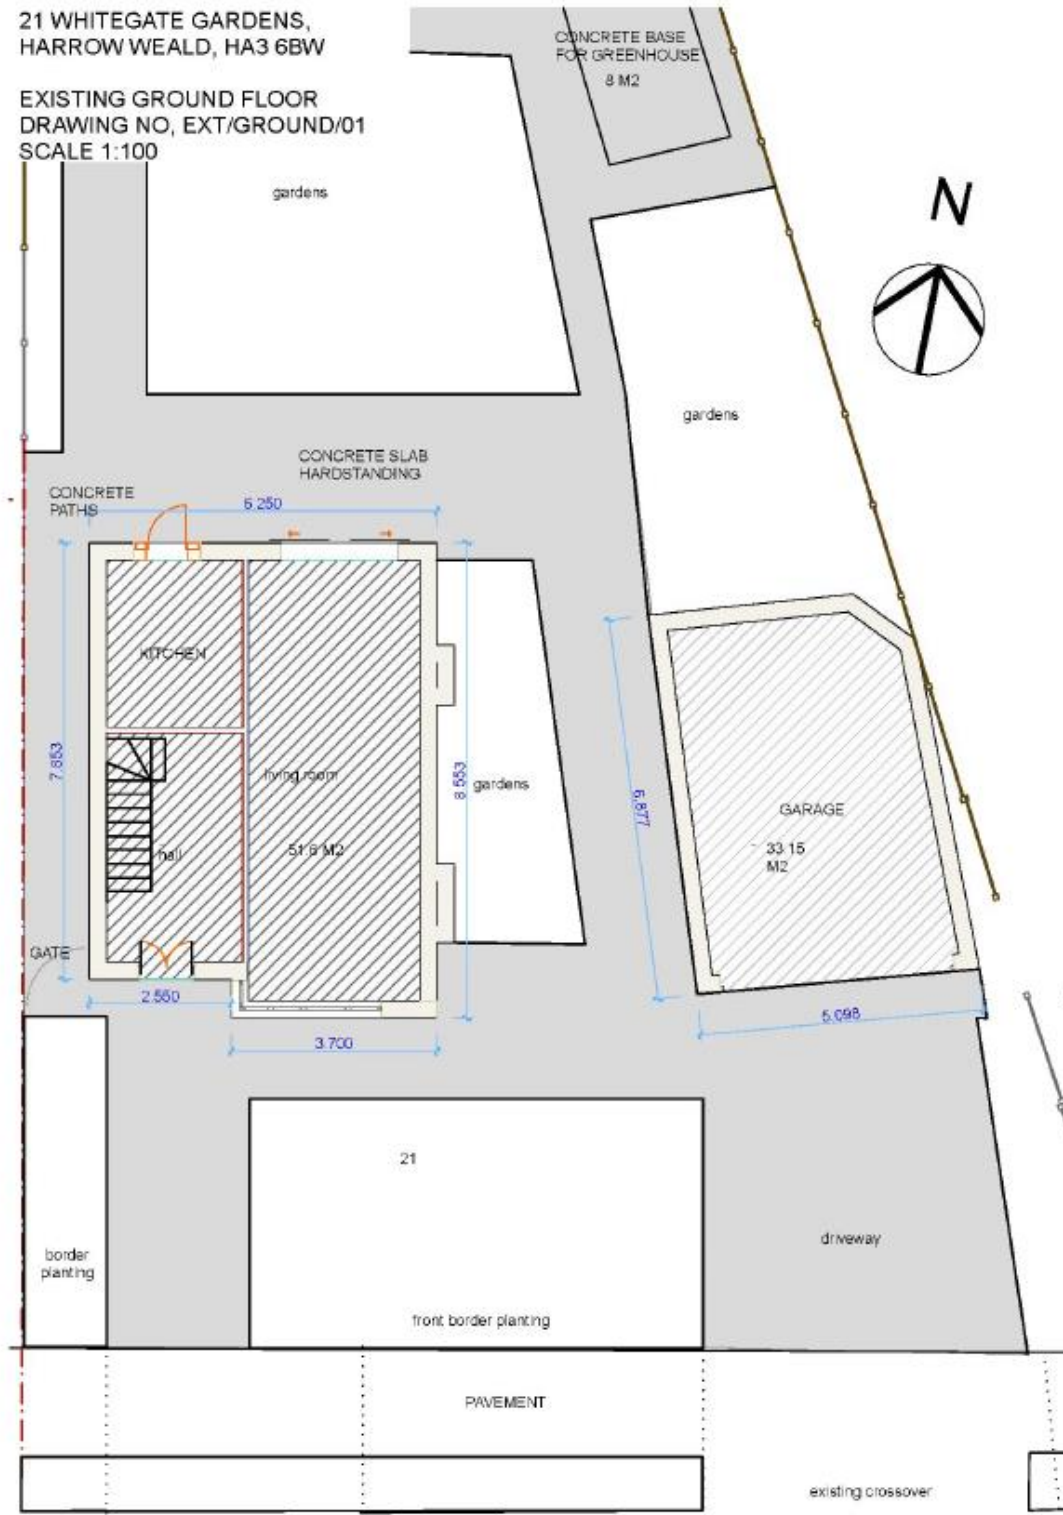 21 WHITEGATE GARDENS,
HARROW WEALD, HA3 6BW
EXISTING GROUND FLOOR
DRAWING NO, EXT/GROUND/01
SCALE 1:100
CONCRETE BASE
FOR GREENHOUSE
8 M2
gardens
N
gardens
CONCRETE SLAB
HARDSTANDING
CONCRETE
PATHS
6.250
KITCHEN
7.853
living room
8.553
gardens
hall
51.6 M2
GARAGE
33.15
M2
GATE
2.550
3.700
5.098
21
driveway
border
planting
front border planting
PAVEMENT
existing crossover